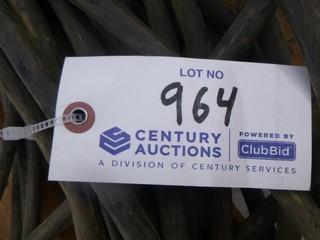 LOT NO
964
CENTURY AUCTIONS
POWERED BY
ClubBid
A DIVISION OF CENTURY SERVICES